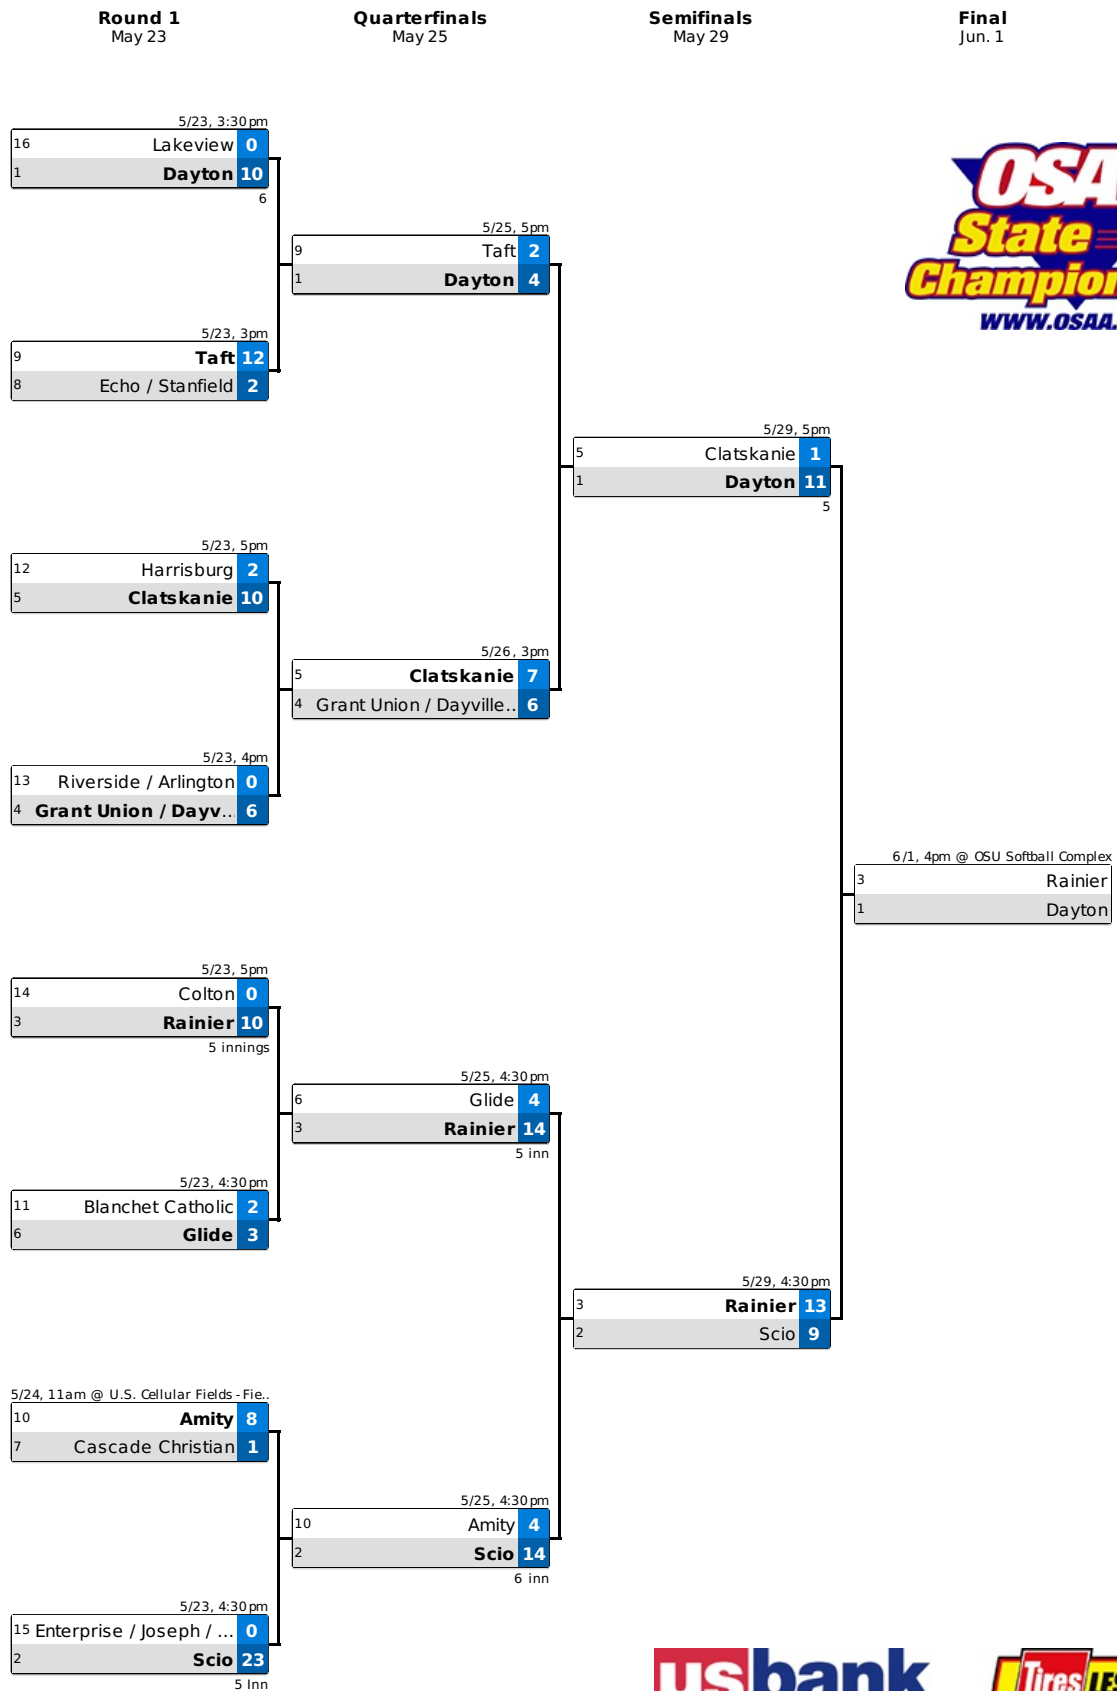 Round 1
May 23
Quarterfinals
May 25
Semifinals
May 29
Final
Jun. 1
5/23, 3:30pm
16 Lakeview 0
1 Dayton 10
6
5/23, 3pm
9 Taft 12
8 Echo / Stanfield 2
5/23, 5pm
12 Harrisburg 2
5 Clatskanie 10
5/23, 4pm
13 Riverside / Arlington 0
4 Grant Union / Dayv... 6
5/23, 5pm
14 Colton 0
3 Rainier 10
5 innings
5/23, 4:30pm
11 Blanchet Catholic 2
6 Glide 3
5/24, 11am @ U.S. Cellular Fields - Fie..
10 Amity 8
7 Cascade Christian 1
5/23, 4:30pm
15 Enterprise / Joseph / ... 0
2 Scio 23
5 Inn
5/25, 5pm
9 Taft 2
1 Dayton 4
5/26, 3pm
5 Clatskanie 7
4 Grant Union / Dayville.. 6
5/25, 4:30pm
6 Glide 4
3 Rainier 14
5 inn
5/25, 4:30pm
10 Amity 4
2 Scio 14
6 inn
5/29, 5pm
5 Clatskanie 1
1 Dayton 11
5
5/29, 4:30pm
3 Rainier 13
2 Scio 9
6/1, 4pm @ OSU Softball Complex
3 Rainier
1 Dayton
OSA
State
Champion
WWW.OSAA.
usbank
Tires LES